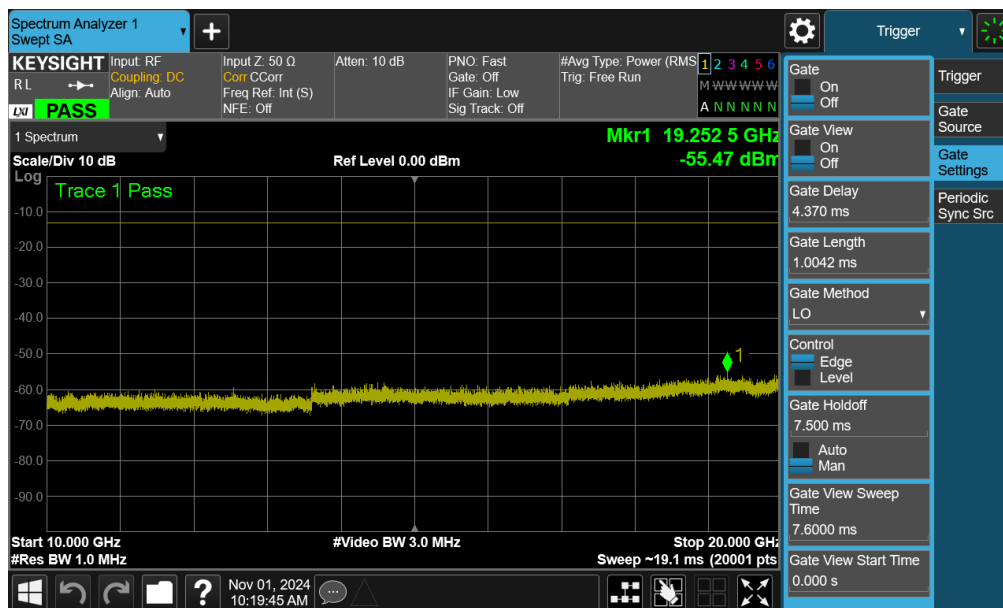 Spectrum Analyzer 1
Swept SA
Trigger
KEYSIGHT
R L
LXI
PASS
Input: RF
Coupling: DC
Align: Auto
Input Z: 50 Ω
Corr CCorr
Freq Ref: Int (S)
NFE: Off
Atten: 10 dB
PNO: Fast
Gate: Off
IF Gain: Low
Sig Track: Off
#Avg Type: Power (RMS
Trig: Free Run
1 2 3 4 5 6
M W W W W W
A N N N N N
1 Spectrum
Scale/Div 10 dB
Ref Level 0.00 dBm
Mkr1 19.252 5 GHz
-55.47 dBm
Log
Trace 1 Pass
-10.0
-20.0
-30.0
-40.0
-50.0
-60.0
-70.0
-80.0
-90.0
1
Start 10.000 GHz
#Res BW 1.0 MHz
#Video BW 3.0 MHz
Stop 20.000 GHz
Sweep ~19.1 ms (20001 pts
?
Nov 01, 2024
10:19:45 AM
Gate
On
Off
Gate View
On
Off
Gate Delay
4.370 ms
Gate Length
1.0042 ms
Gate Method
LO
Control
Edge
Level
Gate Holdoff
7.500 ms
Auto
Man
Gate View Sweep
Time
7.6000 ms
Gate View Start Time
0.000 s
Trigger
Gate
Source
Gate
Settings
Periodic
Sync Src